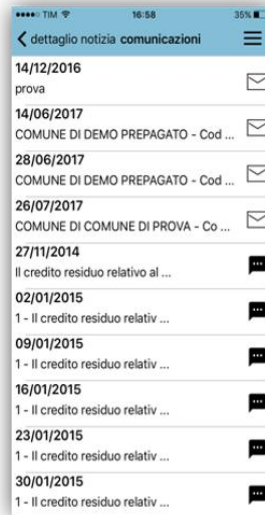 TIM 16:58 35%
dettaglio notizia comunicazioni
14/12/2016
prova
14/06/2017
COMUNE DI DEMO PREPAGATO - Cod ...
28/06/2017
COMUNE DI DEMO PREPAGATO - Cod ...
26/07/2017
COMUNE DI COMUNE DI PROVA - Co ...
27/11/2014
Il credito residuo relativo al ...
02/01/2015
1 - Il credito residuo relativ ...
09/01/2015
1 - Il credito residuo relativ ...
16/01/2015
1 - Il credito residuo relativ ...
23/01/2015
1 - Il credito residuo relativ ...
30/01/2015
1 - Il credito residuo relativ ...